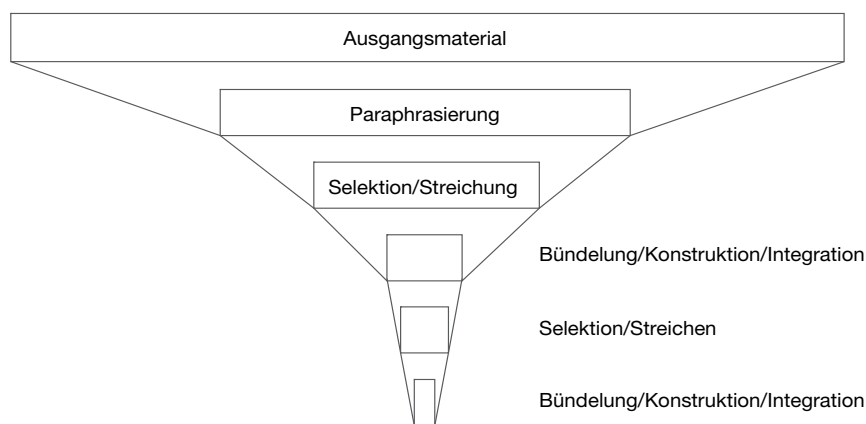 Ausgangsmaterial
Paraphrasierung
Selektion/Streichung
Bündelung/Konstruktion/Integration
Selektion/Streichen
Bündelung/Konstruktion/Integration